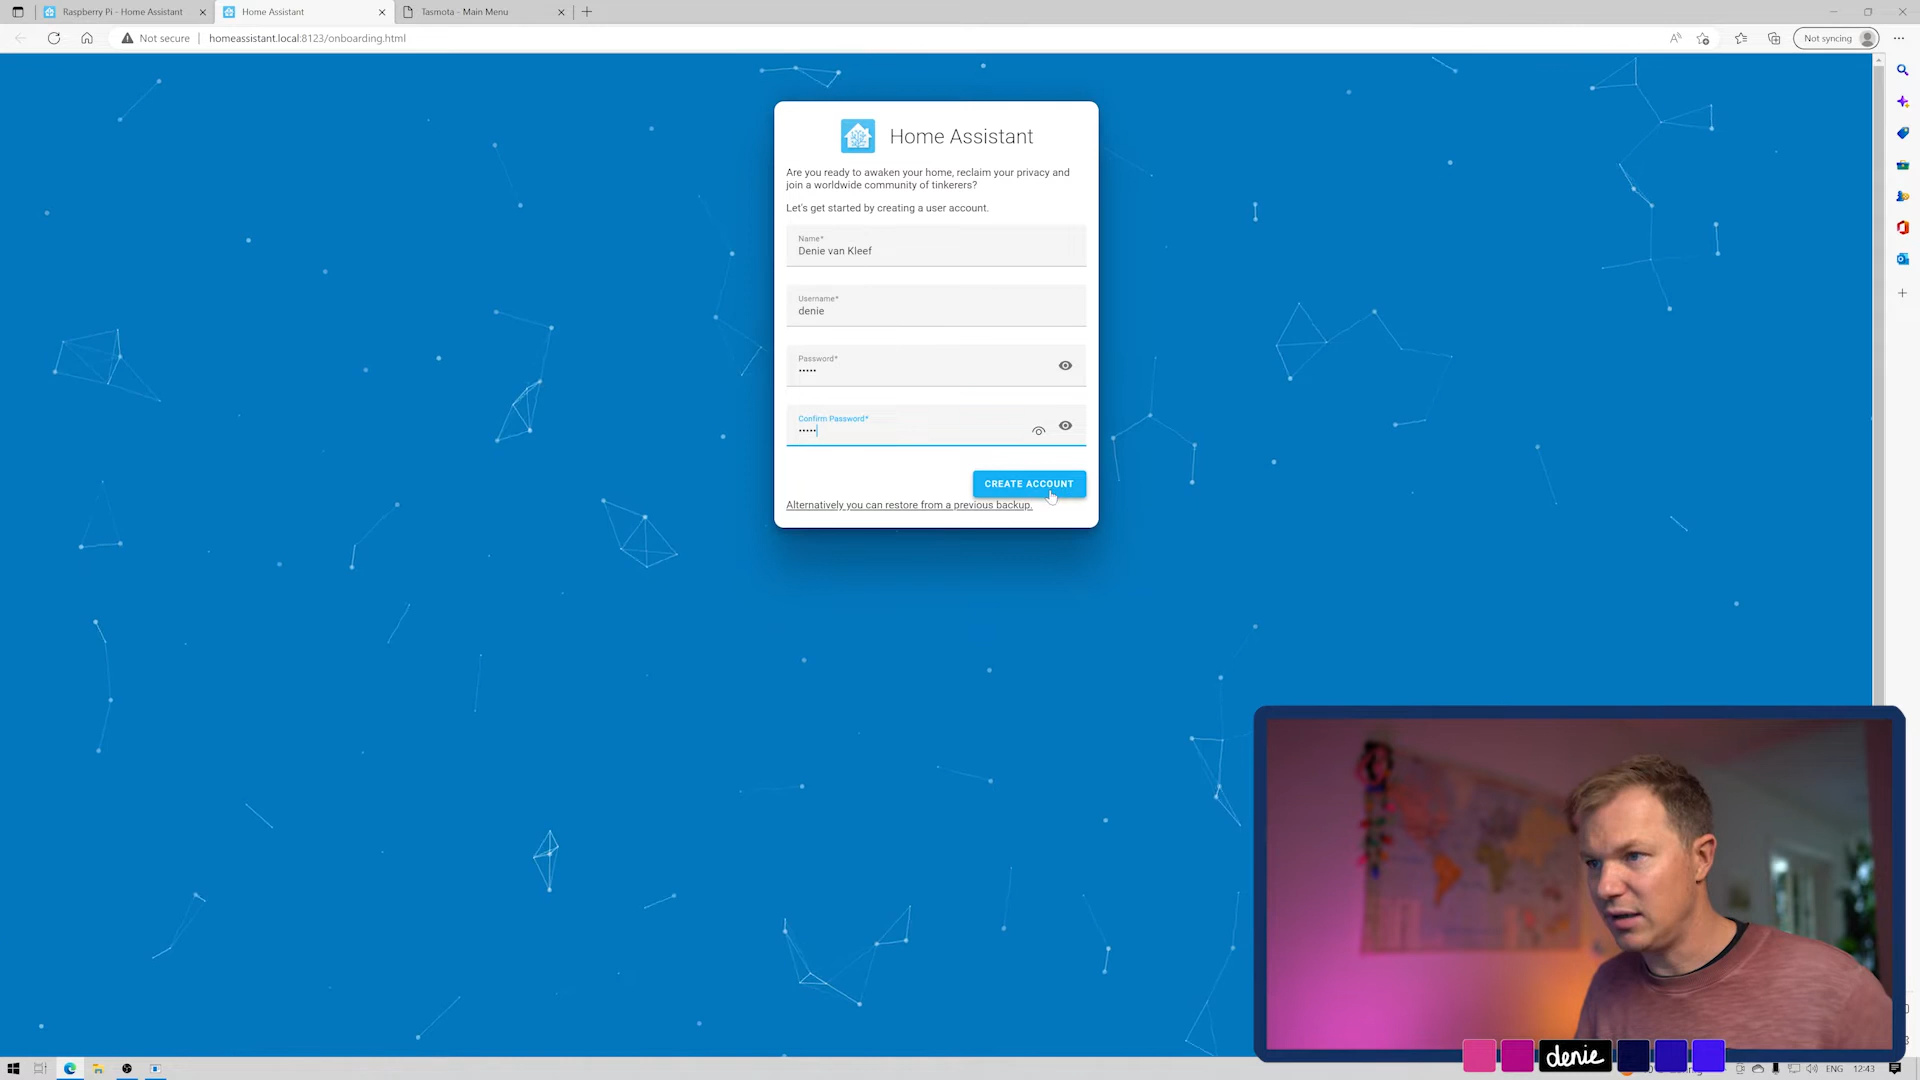 Raspberry Pi - Home Assistant
Home Assistant
Tasmota - Main Menu
Not secure
homeassistant.local:8123/onboarding.html
Not syncing
Home Assistant
Are you ready to awaken your home, reclaim your privacy and
join a worldwide community of tinkerers?
Let's get started by creating a user account.
Name*
Denie van Kleef
Username*
denie
Password*
Confirm Password*
CREATE ACCOUNT
Alternatively you can restore from a previous backup.
denie
ENG
12:43